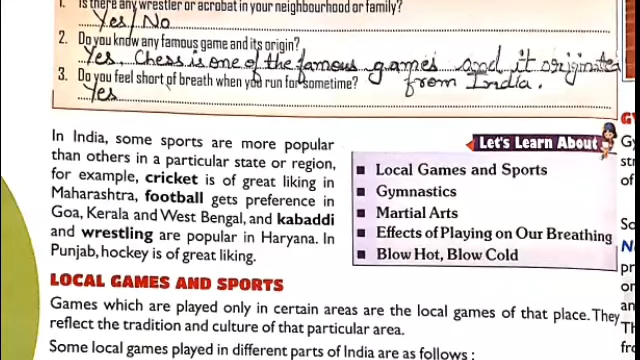 1. Is there any wrestler or acrobat in your neighbourhood or family?
Yes/No
2. Do you know any famous game and its origin?
Yes, Chess is one of the famous games and it originated
from India.
3. Do you feel short of breath when you run for sometime?
Yes
In India, some sports are more popular
than others in a particular state or region,
for example, cricket is of great liking in
Maharashtra, football gets preference in
Goa, Kerala and West Bengal, and kabaddi
and wrestling are popular in Haryana. In
Punjab, hockey is of great liking.
Let's Learn About
■ Local Games and Sports
■ Gymnastics
■ Martial Arts
■ Effects of Playing on Our Breathing
■ Blow Hot, Blow Cold
LOCAL GAMES AND SPORTS
Games which are played only in certain areas are the local games of that place. They
reflect the tradition and culture of that particular area.
Some local games played in different parts of India are as follows :